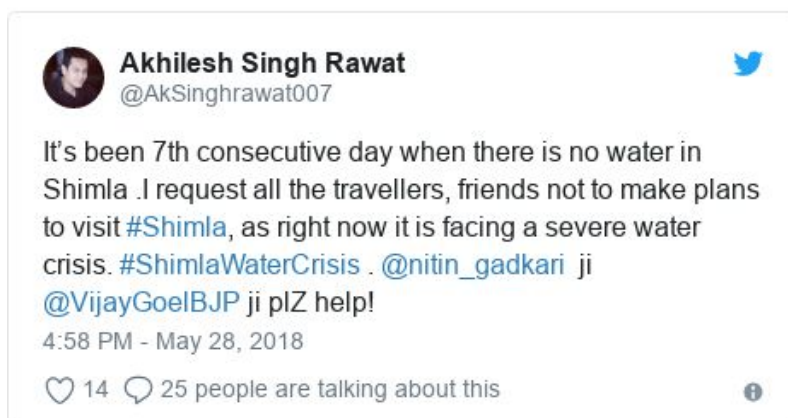 Akhilesh Singh Rawat
@AkSinghrawat007
It's been 7th consecutive day when there is no water in
Shimla .I request all the travellers, friends not to make plans
to visit #Shimla, as right now it is facing a severe water
crisis. #ShimlaWaterCrisis . @nitin_gadkari ji
@VijayGoelBJP ji plZ help!
4:58 PM - May 28, 2018
14 25 people are talking about this